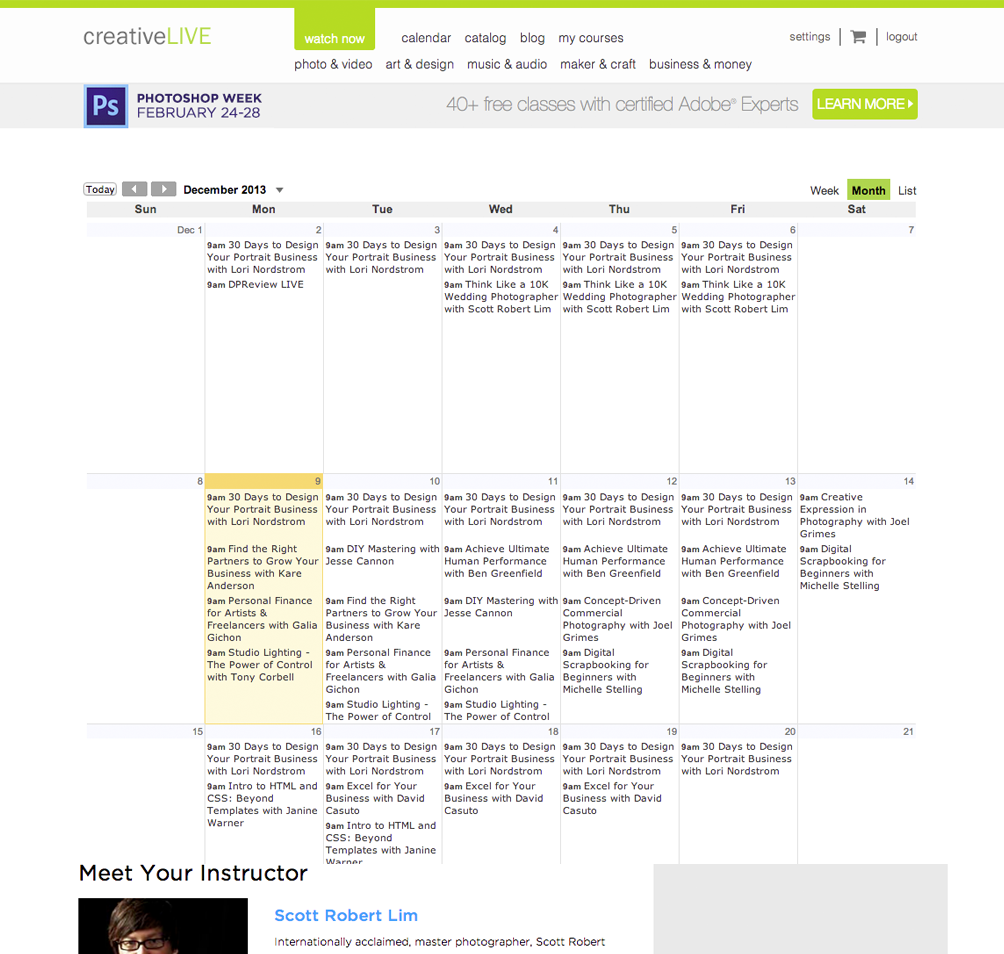 creativeLIVE
watch now calendar catalog blog my courses
settings logout
photo & video art & design music & audio maker & craft business & money
Ps
PHOTOSHOP WEEK
FEBRUARY 24-28
40+ free classes with certified Adobe® Experts
LEARN MORE
Today December 2013 Week Month List
Sun Mon Tue Wed Thu Fri Sat
Dec 1
2
9am 30 Days to Design
Your Portrait Business
with Lori Nordstrom
9am DPReview LIVE
3
9am 30 Days to Design
Your Portrait Business
with Lori Nordstrom
4
9am 30 Days to Design
Your Portrait Business
with Lori Nordstrom
9am Think Like a 10K
Wedding Photographer
with Scott Robert Lim
5
9am 30 Days to Design
Your Portrait Business
with Lori Nordstrom
9am Think Like a 10K
Wedding Photographer
with Scott Robert Lim
6
9am 30 Days to Design
Your Portrait Business
with Lori Nordstrom
9am Think Like a 10K
Wedding Photographer
with Scott Robert Lim
7
8
9
9am 30 Days to Design
Your Portrait Business
with Lori Nordstrom
9am Find the Right
Partners to Grow Your
Business with Kare
Anderson
9am Personal Finance
for Artists &
Freelancers with Galia
Gichon
9am Studio Lighting -
The Power of Control
with Tony Corbell
10
9am 30 Days to Design
Your Portrait Business
with Lori Nordstrom
9am DIY Mastering with
Jesse Cannon
9am Find the Right
Partners to Grow Your
Business with Kare
Anderson
9am Personal Finance
for Artists &
Freelancers with Galia
Gichon
9am Studio Lighting -
The Power of Control
11
9am 30 Days to Design
Your Portrait Business
with Lori Nordstrom
9am Achieve Ultimate
Human Performance
with Ben Greenfield
9am DIY Mastering with
Jesse Cannon
9am Personal Finance
for Artists &
Freelancers with Galia
Gichon
9am Studio Lighting -
The Power of Control
12
9am 30 Days to Design
Your Portrait Business
with Lori Nordstrom
9am Achieve Ultimate
Human Performance
with Ben Greenfield
9am Concept-Driven
Commercial
Photography with Joel
Grimes
9am Digital
Scrapbooking for
Beginners with
Michelle Stelling
13
9am 30 Days to Design
Your Portrait Business
with Lori Nordstrom
9am Achieve Ultimate
Human Performance
with Ben Greenfield
9am Concept-Driven
Commercial
Photography with Joel
Grimes
9am Digital
Scrapbooking for
Beginners with
Michelle Stelling
14
9am Creative
Expression in
Photography with Joel
Grimes
9am Digital
Scrapbooking for
Beginners with
Michelle Stelling
15
16
9am 30 Days to Design
Your Portrait Business
with Lori Nordstrom
9am Intro to HTML and
CSS: Beyond
Templates with Janine
Warner
17
9am 30 Days to Design
Your Portrait Business
with Lori Nordstrom
9am Excel for Your
Business with David
Casuto
9am Intro to HTML and
CSS: Beyond
Templates with Janine
Warner
18
9am 30 Days to Design
Your Portrait Business
with Lori Nordstrom
9am Excel for Your
Business with David
Casuto
19
9am 30 Days to Design
Your Portrait Business
with Lori Nordstrom
9am Excel for Your
Business with David
Casuto
20
9am 30 Days to Design
Your Portrait Business
with Lori Nordstrom
21
Meet Your Instructor
Scott Robert Lim
Internationally acclaimed, master photographer, Scott Robert